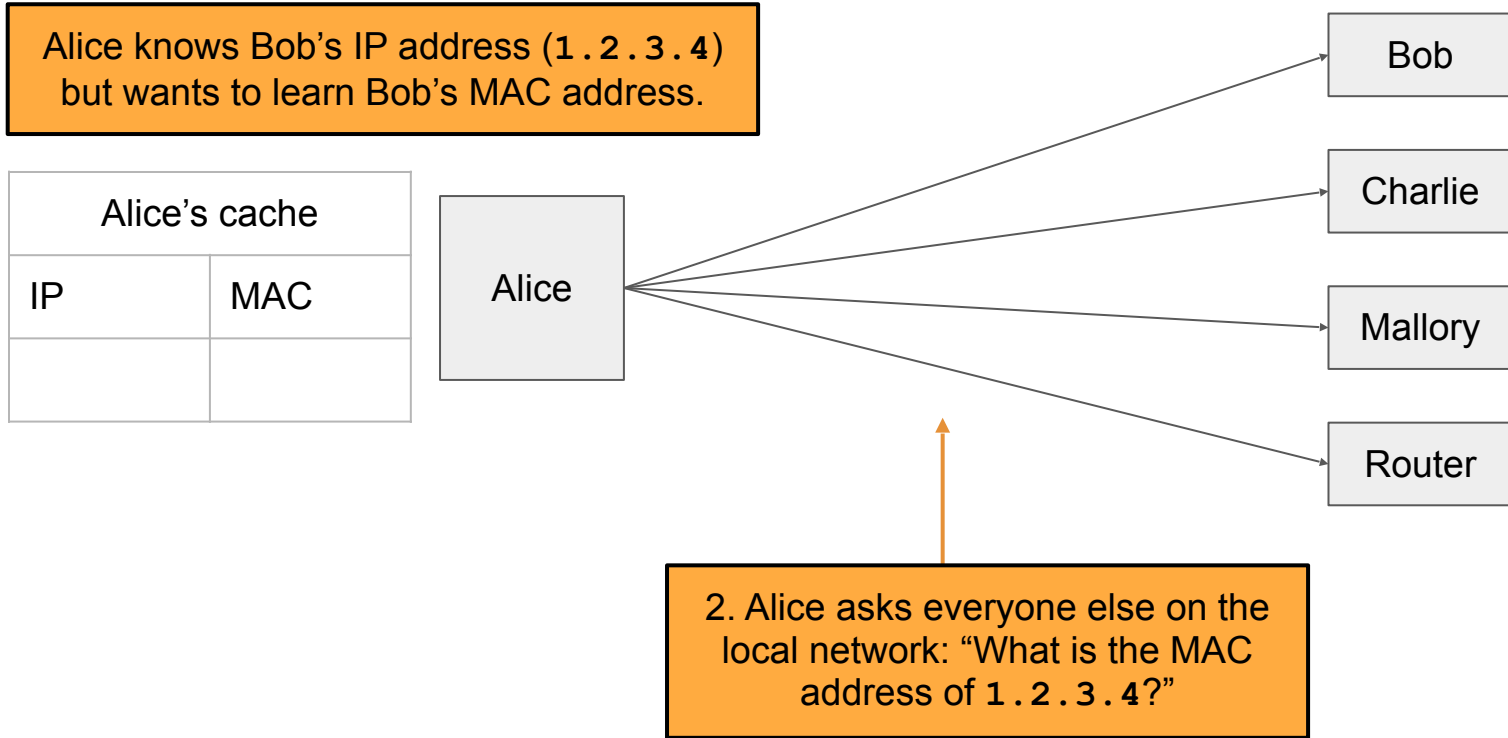 Alice knows Bob’s IP address (1.2.3.4)
but wants to learn Bob’s MAC address.
Alice’s cache
IP MAC
Alice
Bob
Charlie
Mallory
Router
2. Alice asks everyone else on the
local network: “What is the MAC
address of 1.2.3.4?”